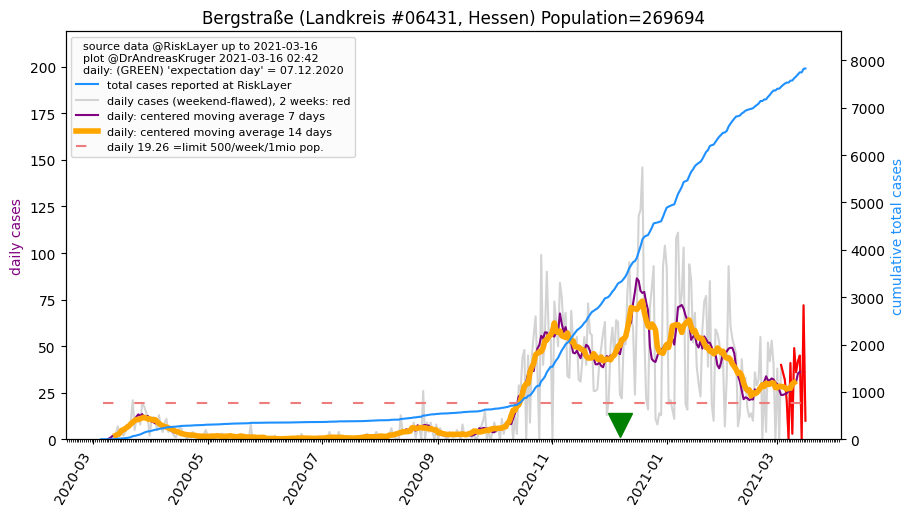 Bergstraße (Landkreis #06431, Hessen) Population=269694
source data @RiskLayer up to 2021-03-16
plot @DrAndreasKruger 2021-03-16 02:42
daily: (GREEN) 'expectation day' = 07.12.2020
total cases reported at RiskLayer
daily cases (weekend-flawed), 2 weeks: red
daily: centered moving average 7 days
daily: centered moving average 14 days
daily 19.26 =limit 500/week/1mio pop.
daily cases
200
175
150
125
100
75
50
25
0
8000
7000
6000
5000
4000
3000
2000
1000
0
cumulative total cases
2020-03
2020-05
2020-07
2020-09
2020-11
2021-01
2021-03